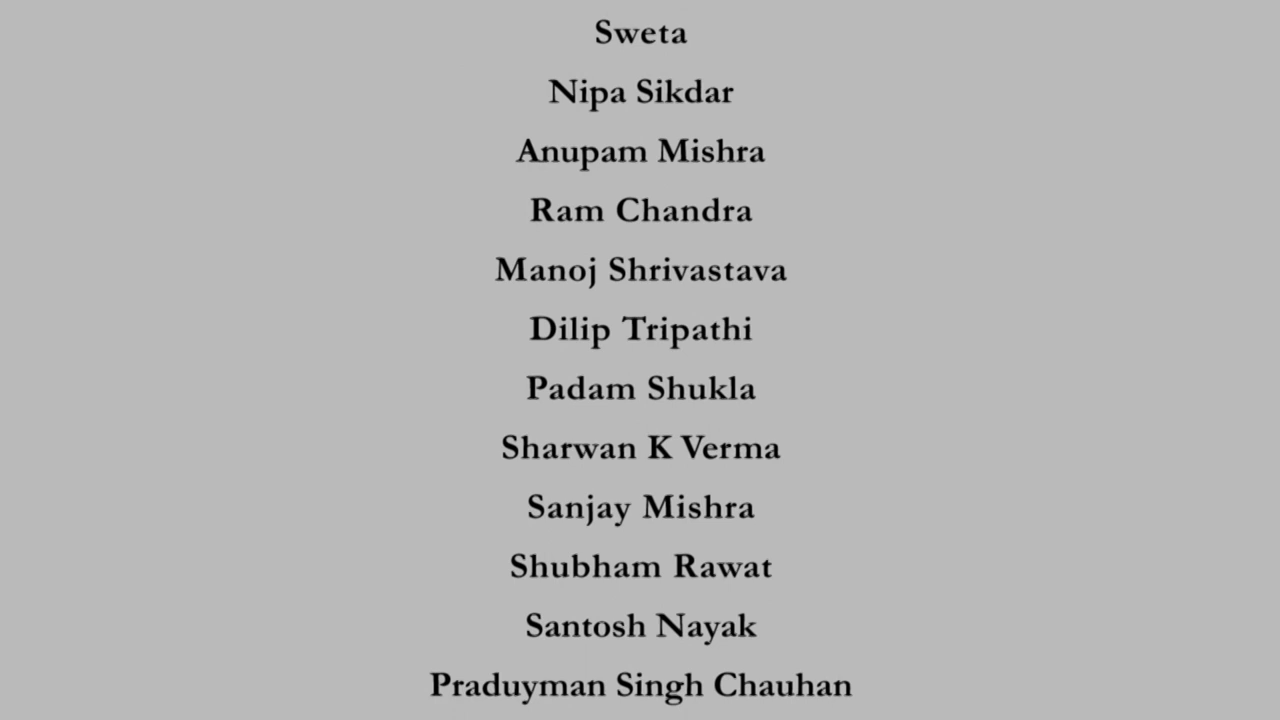 Sweta
Nipa Sikdar
Anupam Mishra
Ram Chandra
Manoj Shrivastava
Dilip Tripathi
Padam Shukla
Sharwan K Verma
Sanjay Mishra
Shubham Rawat
Santosh Nayak
Praduyman Singh Chauhan